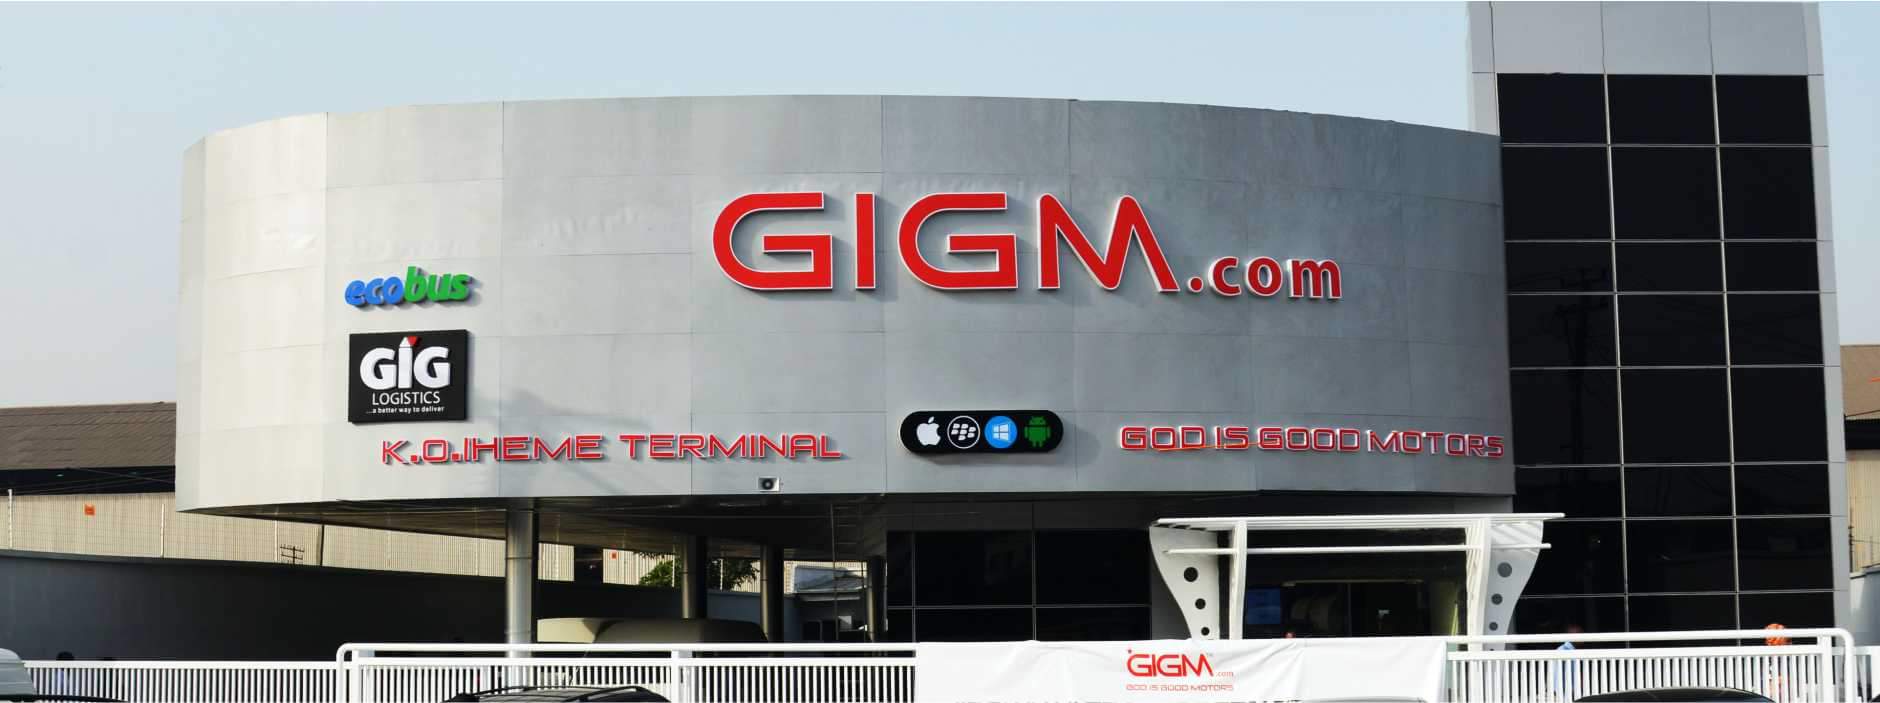 GIGM.com
ecobus
GIG
LOGISTICS
...a better way to deliver
K.O.IHEME TERMINAL
GOD IS GOOD MOTORS
GIGM.com
GOD IS GOOD MOTORS